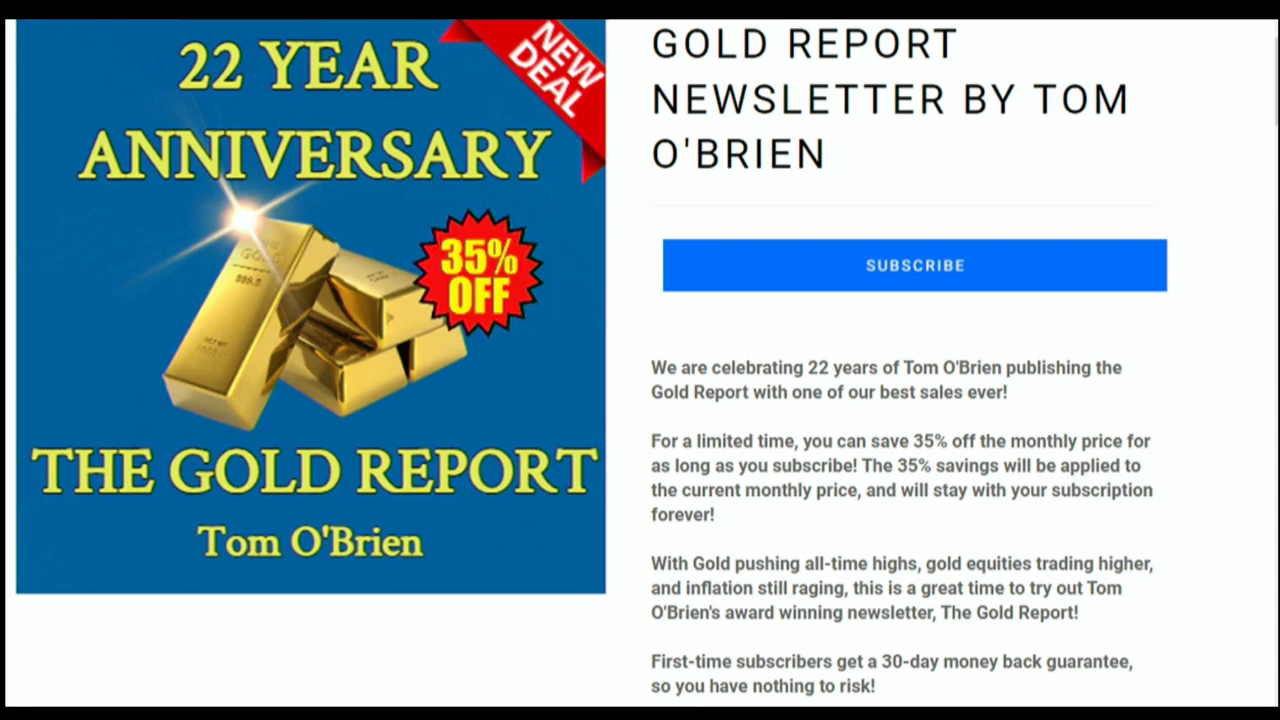 22 YEAR
ANNIVERSARY
NEW
DEAL
GOLD
999.9
35%
OFF
THE GOLD REPORT
Tom O'Brien
GOLD REPORT
NEWSLETTER BY TOM
O'BRIEN
SUBSCRIBE
We are celebrating 22 years of Tom O'Brien publishing the
Gold Report with one of our best sales ever!
For a limited time, you can save 35% off the monthly price for
as long as you subscribe! The 35% savings will be applied to
the current monthly price, and will stay with your subscription
forever!
With Gold pushing all-time highs, gold equities trading higher,
and inflation still raging, this is a great time to try out Tom
O'Brien's award winning newsletter, The Gold Report!
First-time subscribers get a 30-day money back guarantee,
so you have nothing to risk!